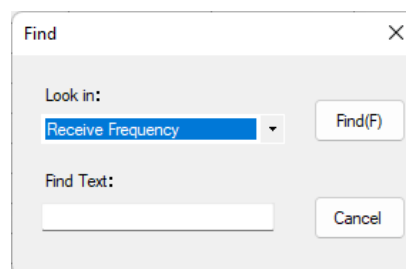 Find
Look in:
Receive Frequency
Find(F)
Find Text:
Cancel